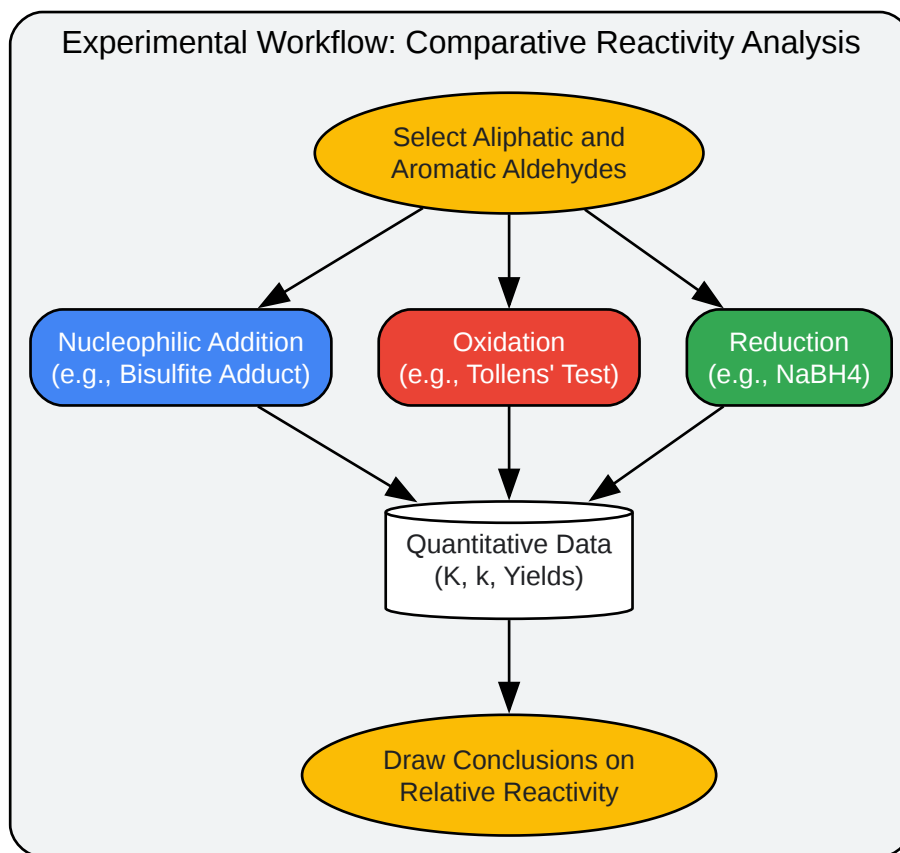 Experimental Workflow: Comparative Reactivity Analysis
Select Aliphatic and
Aromatic Aldehydes
Nucleophilic Addition
(e.g., Bisulfite Adduct)
Oxidation
(e.g., Tollens' Test)
Reduction
(e.g., NaBH4)
Quantitative Data
(K, k, Yields)
Draw Conclusions on
Relative Reactivity